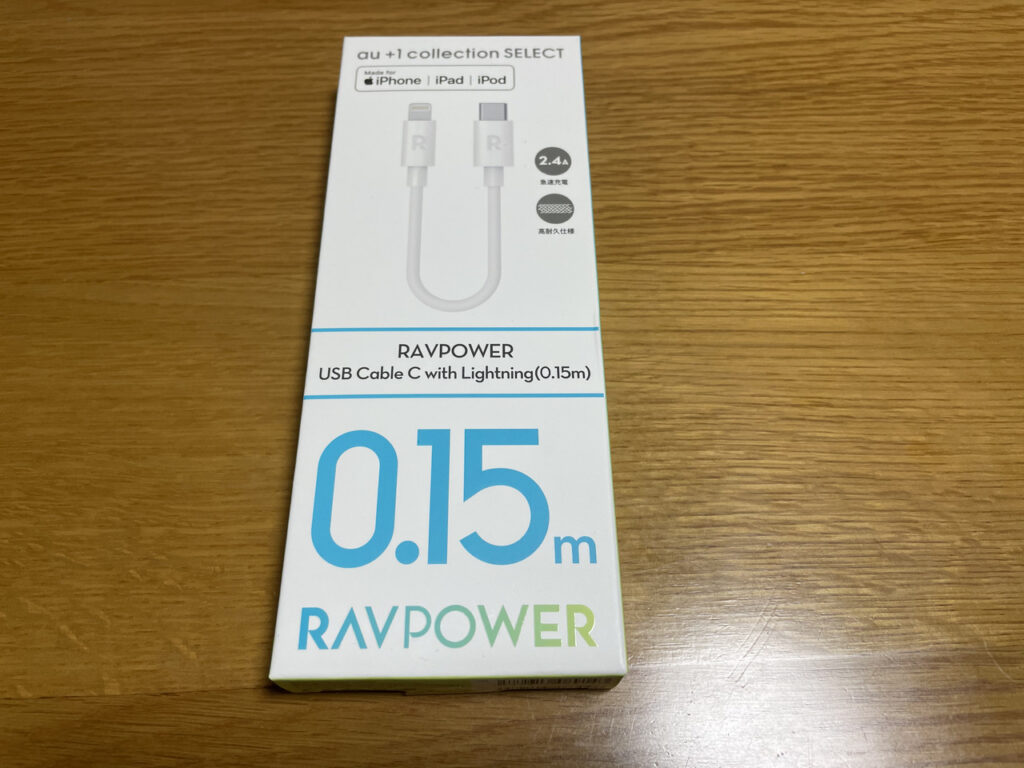 au +1 collection SELECT
Made for
iPhone | iPad | iPod
R R
2.4A
急速充電
高耐久仕様
RAVPOWER
USB Cable C with Lightning(0.15m)
0.15m
RAVPOWER